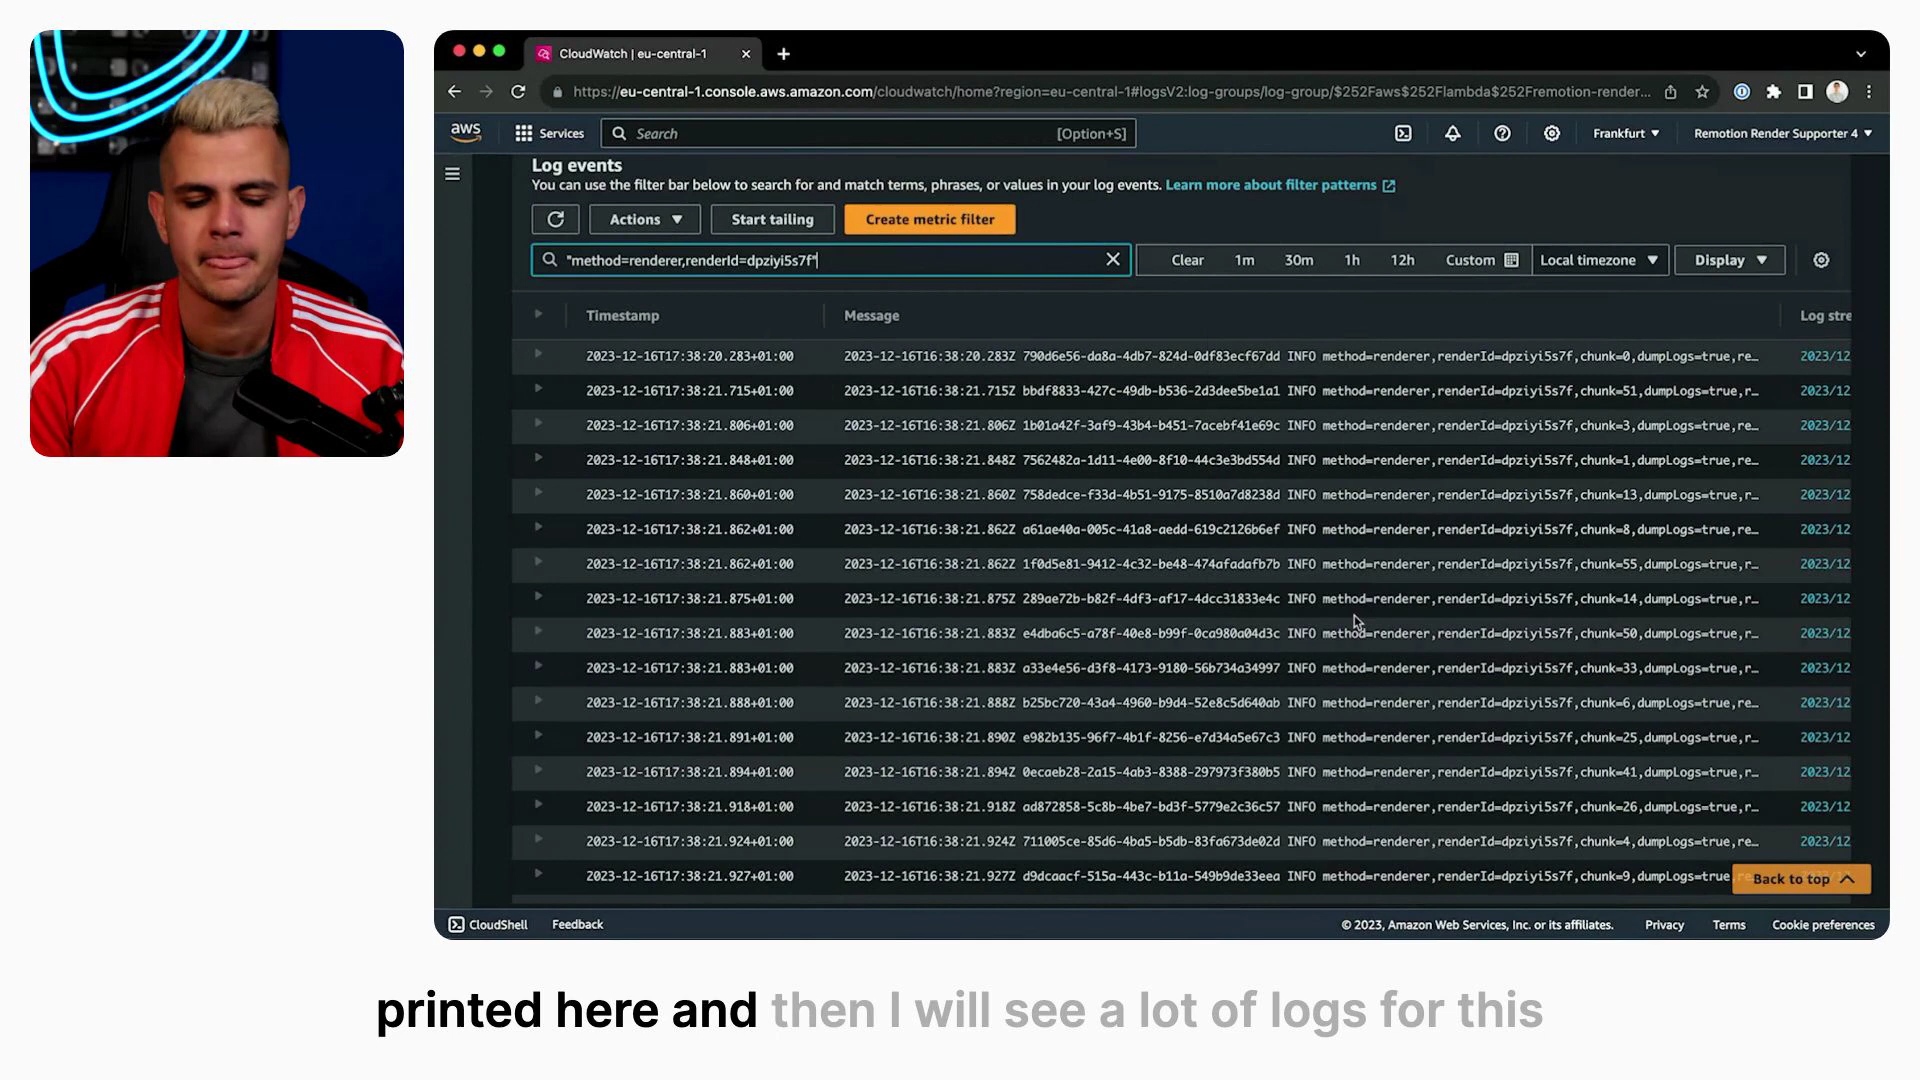 CloudWatch | eu-central-1
https://eu-central-1.console.aws.amazon.com/cloudwatch/home?region=eu-central-1#logsV2:log-groups/log-group/$252Faws$252Flambda$252Fremotion-render...
aws Services Search [Option+S] Frankfurt Remotion Render Supporter 4
Log events
You can use the filter bar below to search for and match terms, phrases, or values in your log events. Learn more about filter patterns
Actions Start tailing Create metric filter
"method=renderer,renderId=dpziyi5s7f" Clear 1m 30m 1h 12h Custom Local timezone Display
Timestamp Message Log stre
2023-12-16T17:38:20.283+01:00 2023-12-16T16:38:20.283Z 790d6e56-da8a-4db7-824d-0df83ecf67dd INFO method=renderer,renderId=dpziyi5s7f,chunk=0,dumpLogs=true,re… 2023/12
2023-12-16T17:38:21.715+01:00 2023-12-16T16:38:21.715Z bbdf8833-427c-49db-b536-2d3dee5be1a1 INFO method=renderer,renderId=dpziyi5s7f,chunk=51,dumpLogs=true,r… 2023/12
2023-12-16T17:38:21.806+01:00 2023-12-16T16:38:21.806Z 1b01a42f-3af9-43b4-b451-7acebf41e69c INFO method=renderer,renderId=dpziyi5s7f,chunk=3,dumpLogs=true,re… 2023/12
2023-12-16T17:38:21.848+01:00 2023-12-16T16:38:21.848Z 7562482a-1d11-4e00-8f10-44c3e3bd554d INFO method=renderer,renderId=dpziyi5s7f,chunk=1,dumpLogs=true,re… 2023/12
2023-12-16T17:38:21.860+01:00 2023-12-16T16:38:21.860Z 758dedce-f33d-4b51-9175-8510a7d8238d INFO method=renderer,renderId=dpziyi5s7f,chunk=13,dumpLogs=true,r… 2023/12
2023-12-16T17:38:21.862+01:00 2023-12-16T16:38:21.862Z a61ae40a-005c-41a8-aedd-619c2126b6ef INFO method=renderer,renderId=dpziyi5s7f,chunk=8,dumpLogs=true,re… 2023/12
2023-12-16T17:38:21.862+01:00 2023-12-16T16:38:21.862Z 1f0d5e81-9412-4c32-be48-474afadafb7b INFO method=renderer,renderId=dpziyi5s7f,chunk=55,dumpLogs=true,r… 2023/12
2023-12-16T17:38:21.875+01:00 2023-12-16T16:38:21.875Z 289ae72b-b82f-4df3-af17-4dcc31833e4c INFO method=renderer,renderId=dpziyi5s7f,chunk=14,dumpLogs=true,r… 2023/12
2023-12-16T17:38:21.883+01:00 2023-12-16T16:38:21.883Z e4dba6c5-a78f-40e8-b99f-0ca980a04d3c INFO method=renderer,renderId=dpziyi5s7f,chunk=50,dumpLogs=true,r… 2023/12
2023-12-16T17:38:21.883+01:00 2023-12-16T16:38:21.883Z a33e4e56-d3f8-4173-9180-56b734a34997 INFO method=renderer,renderId=dpziyi5s7f,chunk=33,dumpLogs=true,r… 2023/12
2023-12-16T17:38:21.888+01:00 2023-12-16T16:38:21.888Z b25bc720-43a4-4960-b9d4-52e8c5d640ab INFO method=renderer,renderId=dpziyi5s7f,chunk=6,dumpLogs=true,re… 2023/12
2023-12-16T17:38:21.891+01:00 2023-12-16T16:38:21.890Z e982b135-96f7-4b1f-8256-e7d34a5e67c3 INFO method=renderer,renderId=dpziyi5s7f,chunk=25,dumpLogs=true,r… 2023/12
2023-12-16T17:38:21.894+01:00 2023-12-16T16:38:21.894Z 0ecaeb28-2a15-4ab3-8388-297973f380b5 INFO method=renderer,renderId=dpziyi5s7f,chunk=41,dumpLogs=true,r… 2023/12
2023-12-16T17:38:21.918+01:00 2023-12-16T16:38:21.918Z ad872858-5c8b-4be7-bd3f-5779e2c36c57 INFO method=renderer,renderId=dpziyi5s7f,chunk=26,dumpLogs=true,r… 2023/12
2023-12-16T17:38:21.924+01:00 2023-12-16T16:38:21.924Z 711005ce-85d6-4ba5-b5db-83fa673de02d INFO method=renderer,renderId=dpziyi5s7f,chunk=4,dumpLogs=true,re… 2023/12
2023-12-16T17:38:21.927+01:00 2023-12-16T16:38:21.927Z d9dcaacf-515a-443c-b11a-549b9de33eea INFO method=renderer,renderId=dpziyi5s7f,chunk=9,dumpLogs=true
Back to top
CloudShell Feedback © 2023, Amazon Web Services, Inc. or its affiliates. Privacy Terms Cookie preferences
printed here and then I will see a lot of logs for this